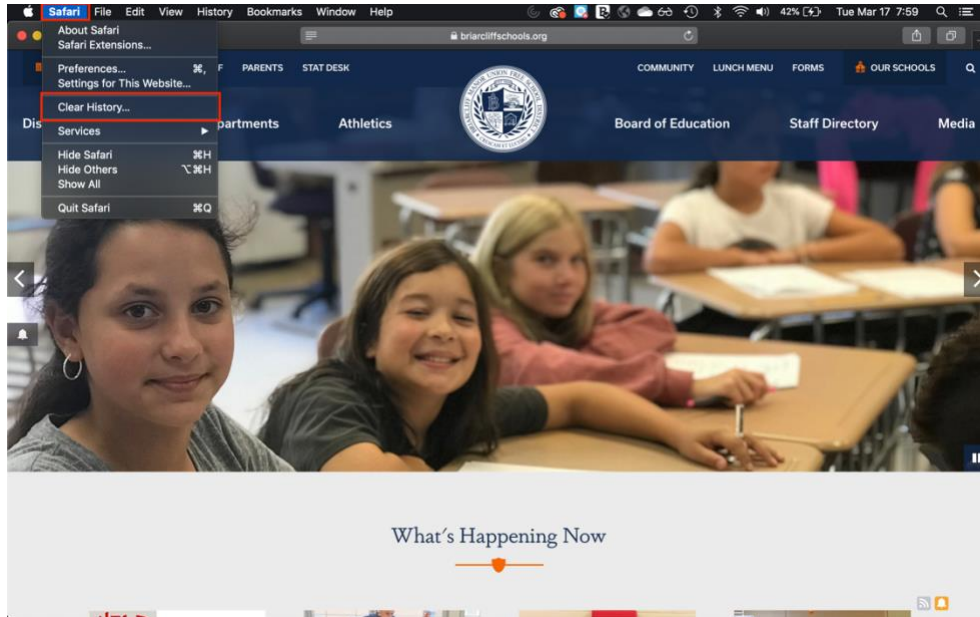 Safari File Edit View History Bookmarks Window Help 42% Tue Mar 17 7:59
About Safari
Safari Extensions...
Preferences... ⌘,
Settings for This Website...
Clear History...
Services
Hide Safari ⌘H
Hide Others ⌥⌘H
Show All
Quit Safari ⌘Q
briarcliffschools.org
PARENTS STAT DESK COMMUNITY LUNCH MENU FORMS OUR SCHOOLS
Athletics Board of Education Staff Directory Media
What's Happening Now